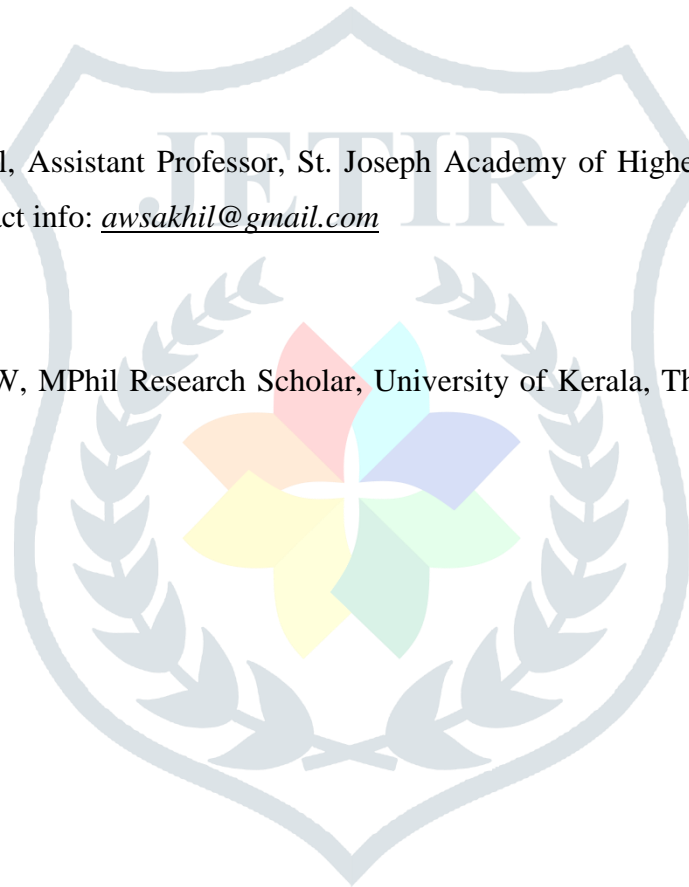 JETIR
l, Assistant Professor, St. Joseph Academy of Highe
act info: awsakhil@gmail.com
W, MPhil Research Scholar, University of Kerala, Th